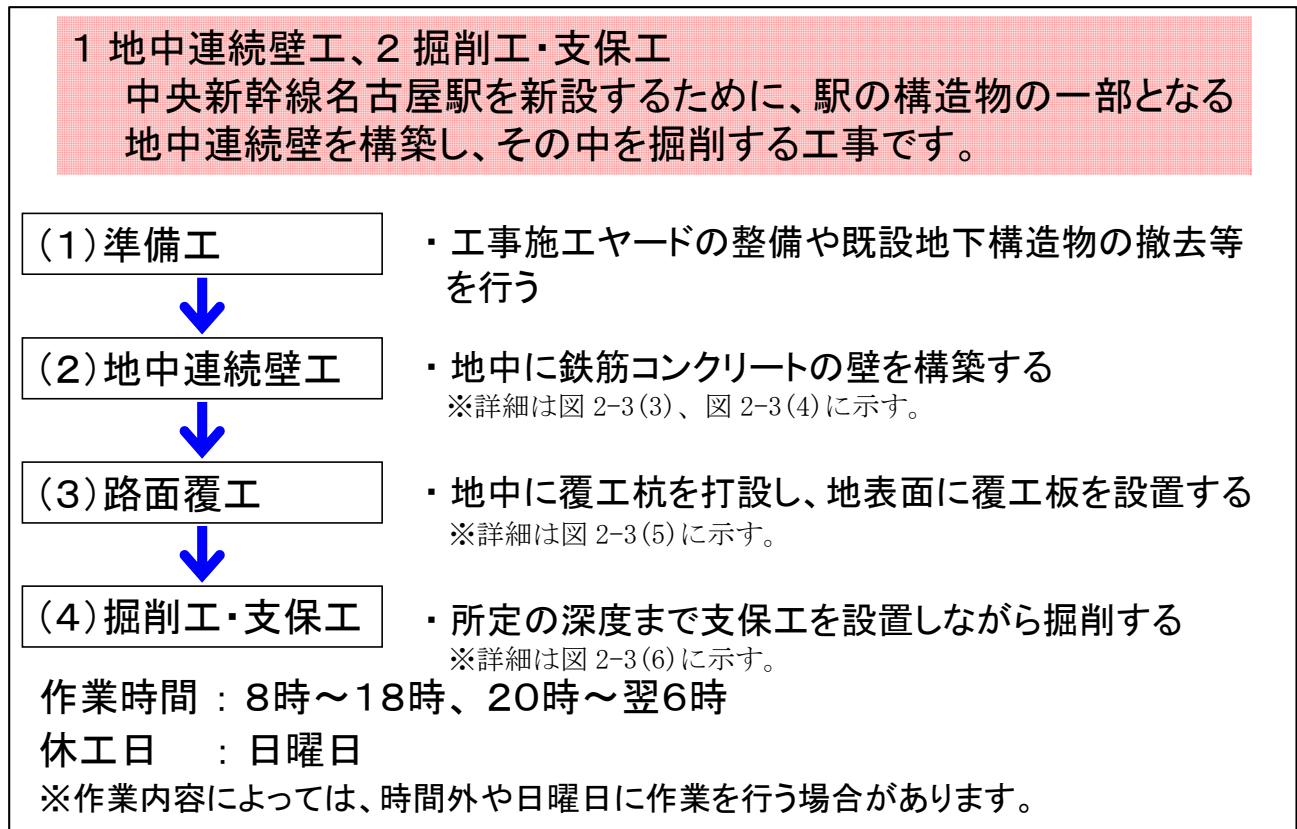 1 地中連続壁工、2 掘削工・支保工
中央新幹線名古屋駅を新設するために、駅の構造物の一部となる
地中連続壁を構築し、その中を掘削する工事です。
(1)準備工
・工事施工ヤードの整備や既設地下構造物の撤去等
を行う
(2)地中連続壁工
・地中に鉄筋コンクリートの壁を構築する
※詳細は図 2-3(3)、図 2-3(4)に示す。
(3)路面覆工
・地中に覆工杭を打設し、地表面に覆工板を設置する
※詳細は図 2-3(5)に示す。
(4)掘削工・支保工
・所定の深度まで支保工を設置しながら掘削する
※詳細は図 2-3(6)に示す。
作業時間 : 8時～18時、20時～翌6時
休工日 : 日曜日
※作業内容によっては、時間外や日曜日に作業を行う場合があります。